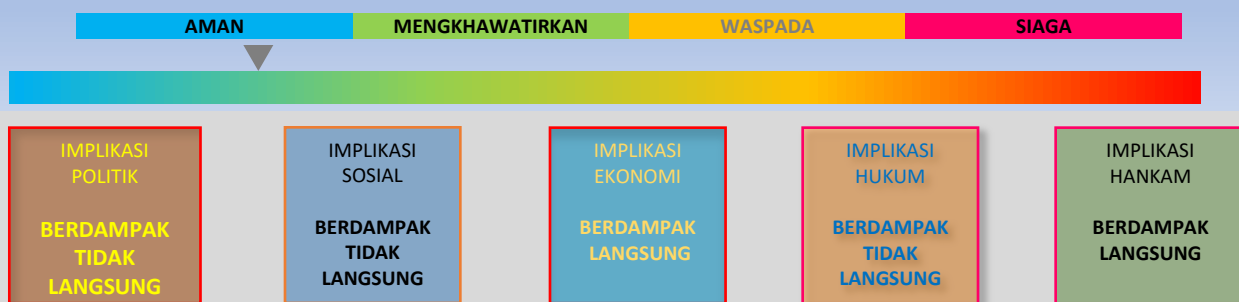 AMAN MENGKHAWATIRKAN WASPADA SIAGA
IMPLIKASI
POLITIK
BERDAMPAK
TIDAK
LANGSUNG
IMPLIKASI
SOSIAL
BERDAMPAK
TIDAK
LANGSUNG
IMPLIKASI
EKONOMI
BERDAMPAK
LANGSUNG
IMPLIKASI
HUKUM
BERDAMPAK
TIDAK
LANGSUNG
IMPLIKASI
HANKAM
BERDAMPAK
LANGSUNG